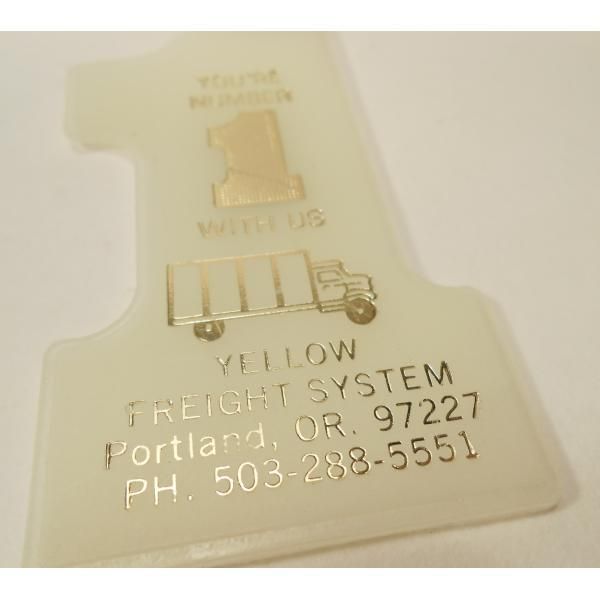 YOU'RE
NUMBER
1
WITH US
YELLOW
FREIGHT SYSTEM
Portland, OR. 97227
PH. 503-288-5551